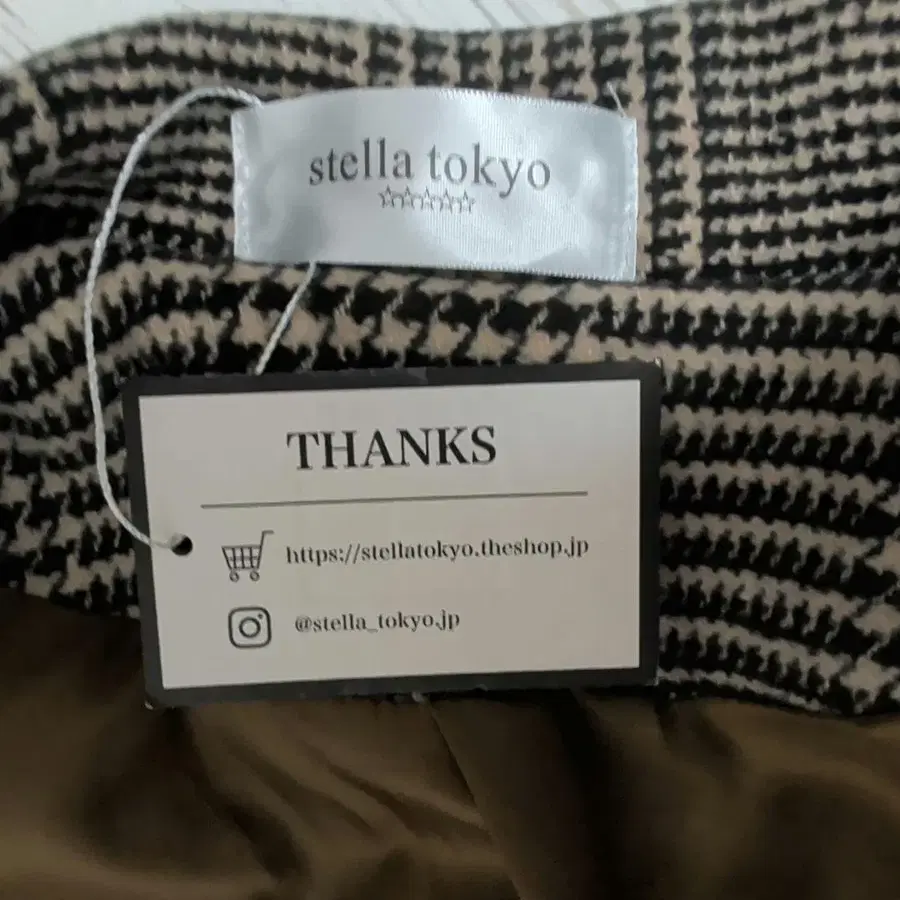 stella tokyo
☆☆☆☆☆
THANKS
https://stellatokyo.theshop.jp
@stella_tokyo.jp